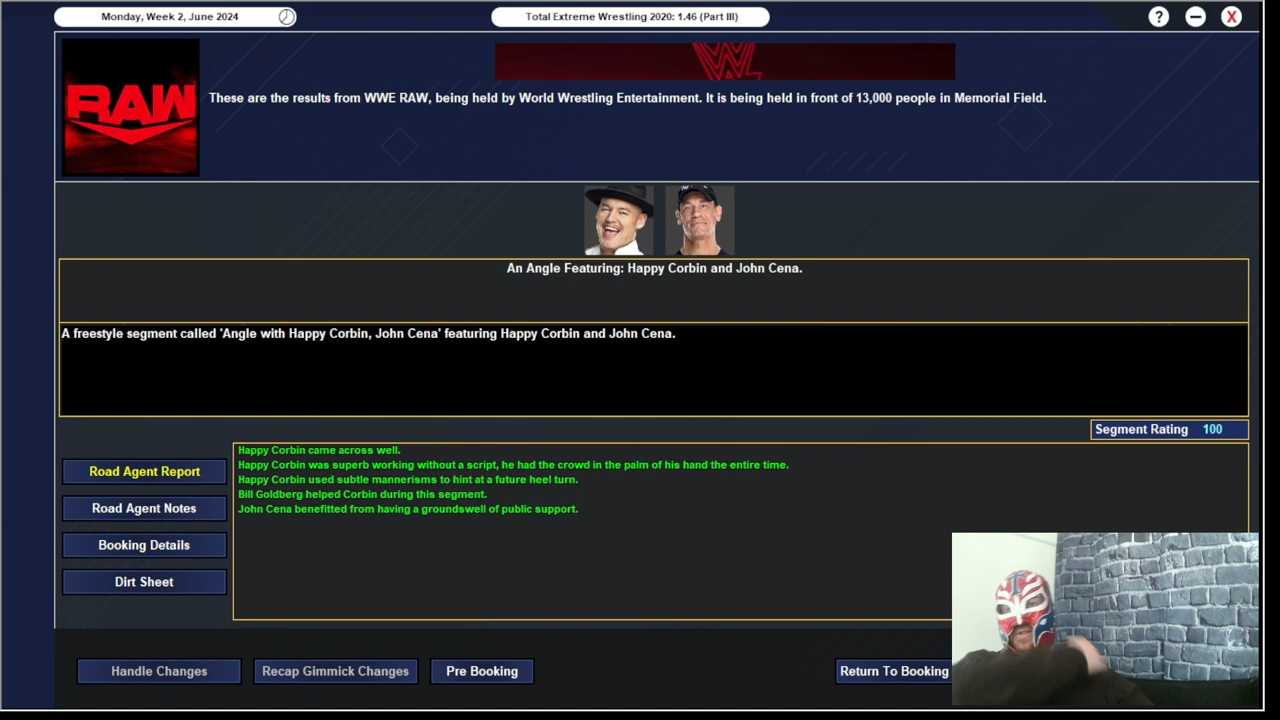 Monday, Week 2, June 2024
Total Extreme Wrestling 2020: 1.46 (Part III)
?
X
RAW
W
These are the results from WWE RAW, being held by World Wrestling Entertainment. It is being held in front of 13,000 people in Memorial Field.
An Angle Featuring: Happy Corbin and John Cena.
A freestyle segment called 'Angle with Happy Corbin, John Cena' featuring Happy Corbin and John Cena.
Segment Rating 100
Road Agent Report
Road Agent Notes
Booking Details
Dirt Sheet
Happy Corbin came across well.
Happy Corbin was superb working without a script, he had the crowd in the palm of his hand the entire time.
Happy Corbin used subtle mannerisms to hint at a future heel turn.
Bill Goldberg helped Corbin during this segment.
John Cena benefitted from having a groundswell of public support.
Handle Changes
Recap Gimmick Changes
Pre Booking
Return To Booking